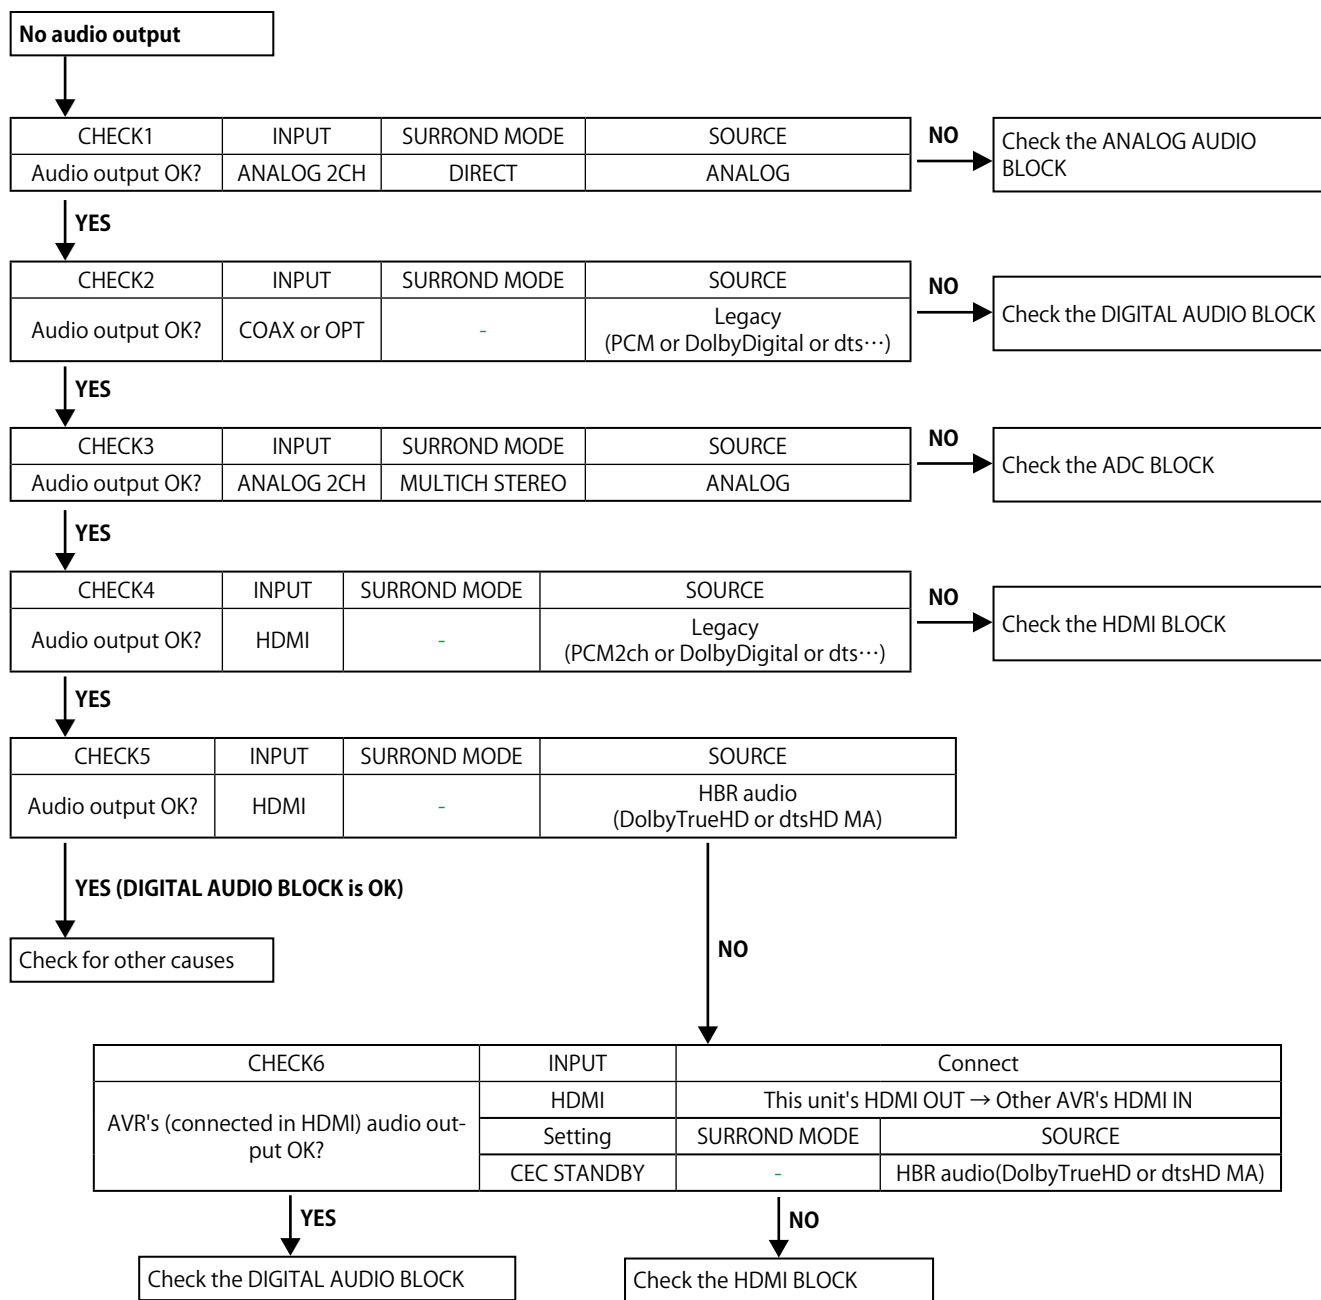 No audio output
CHECK1 INPUT SURROND MODE SOURCE
NO
Check the ANALOG AUDIO
BLOCK
Audio output OK? ANALOG 2CH DIRECT ANALOG
YES
CHECK2 INPUT SURROND MODE SOURCE
NO
Check the DIGITAL AUDIO BLOCK
Audio output OK? COAX or OPT - Legacy
(PCM or DolbyDigital or dts⋯)
YES
CHECK3 INPUT SURROND MODE SOURCE
NO
Check the ADC BLOCK
Audio output OK? ANALOG 2CH MULTICH STEREO ANALOG
YES
CHECK4 INPUT SURROND MODE SOURCE
NO
Check the HDMI BLOCK
Audio output OK? HDMI - Legacy
(PCM2ch or DolbyDigital or dts⋯)
YES
CHECK5 INPUT SURROND MODE SOURCE
Audio output OK? HDMI - HBR audio
(DolbyTrueHD or dtsHD MA)
YES (DIGITAL AUDIO BLOCK is OK)
Check for other causes
NO
CHECK6 INPUT Connect
AVR's (connected in HDMI) audio out-
put OK?
HDMI This unit's HDMI OUT → Other AVR's HDMI IN
Setting SURROND MODE SOURCE
CEC STANDBY - HBR audio(DolbyTrueHD or dtsHD MA)
YES
NO
Check the DIGITAL AUDIO BLOCK
Check the HDMI BLOCK